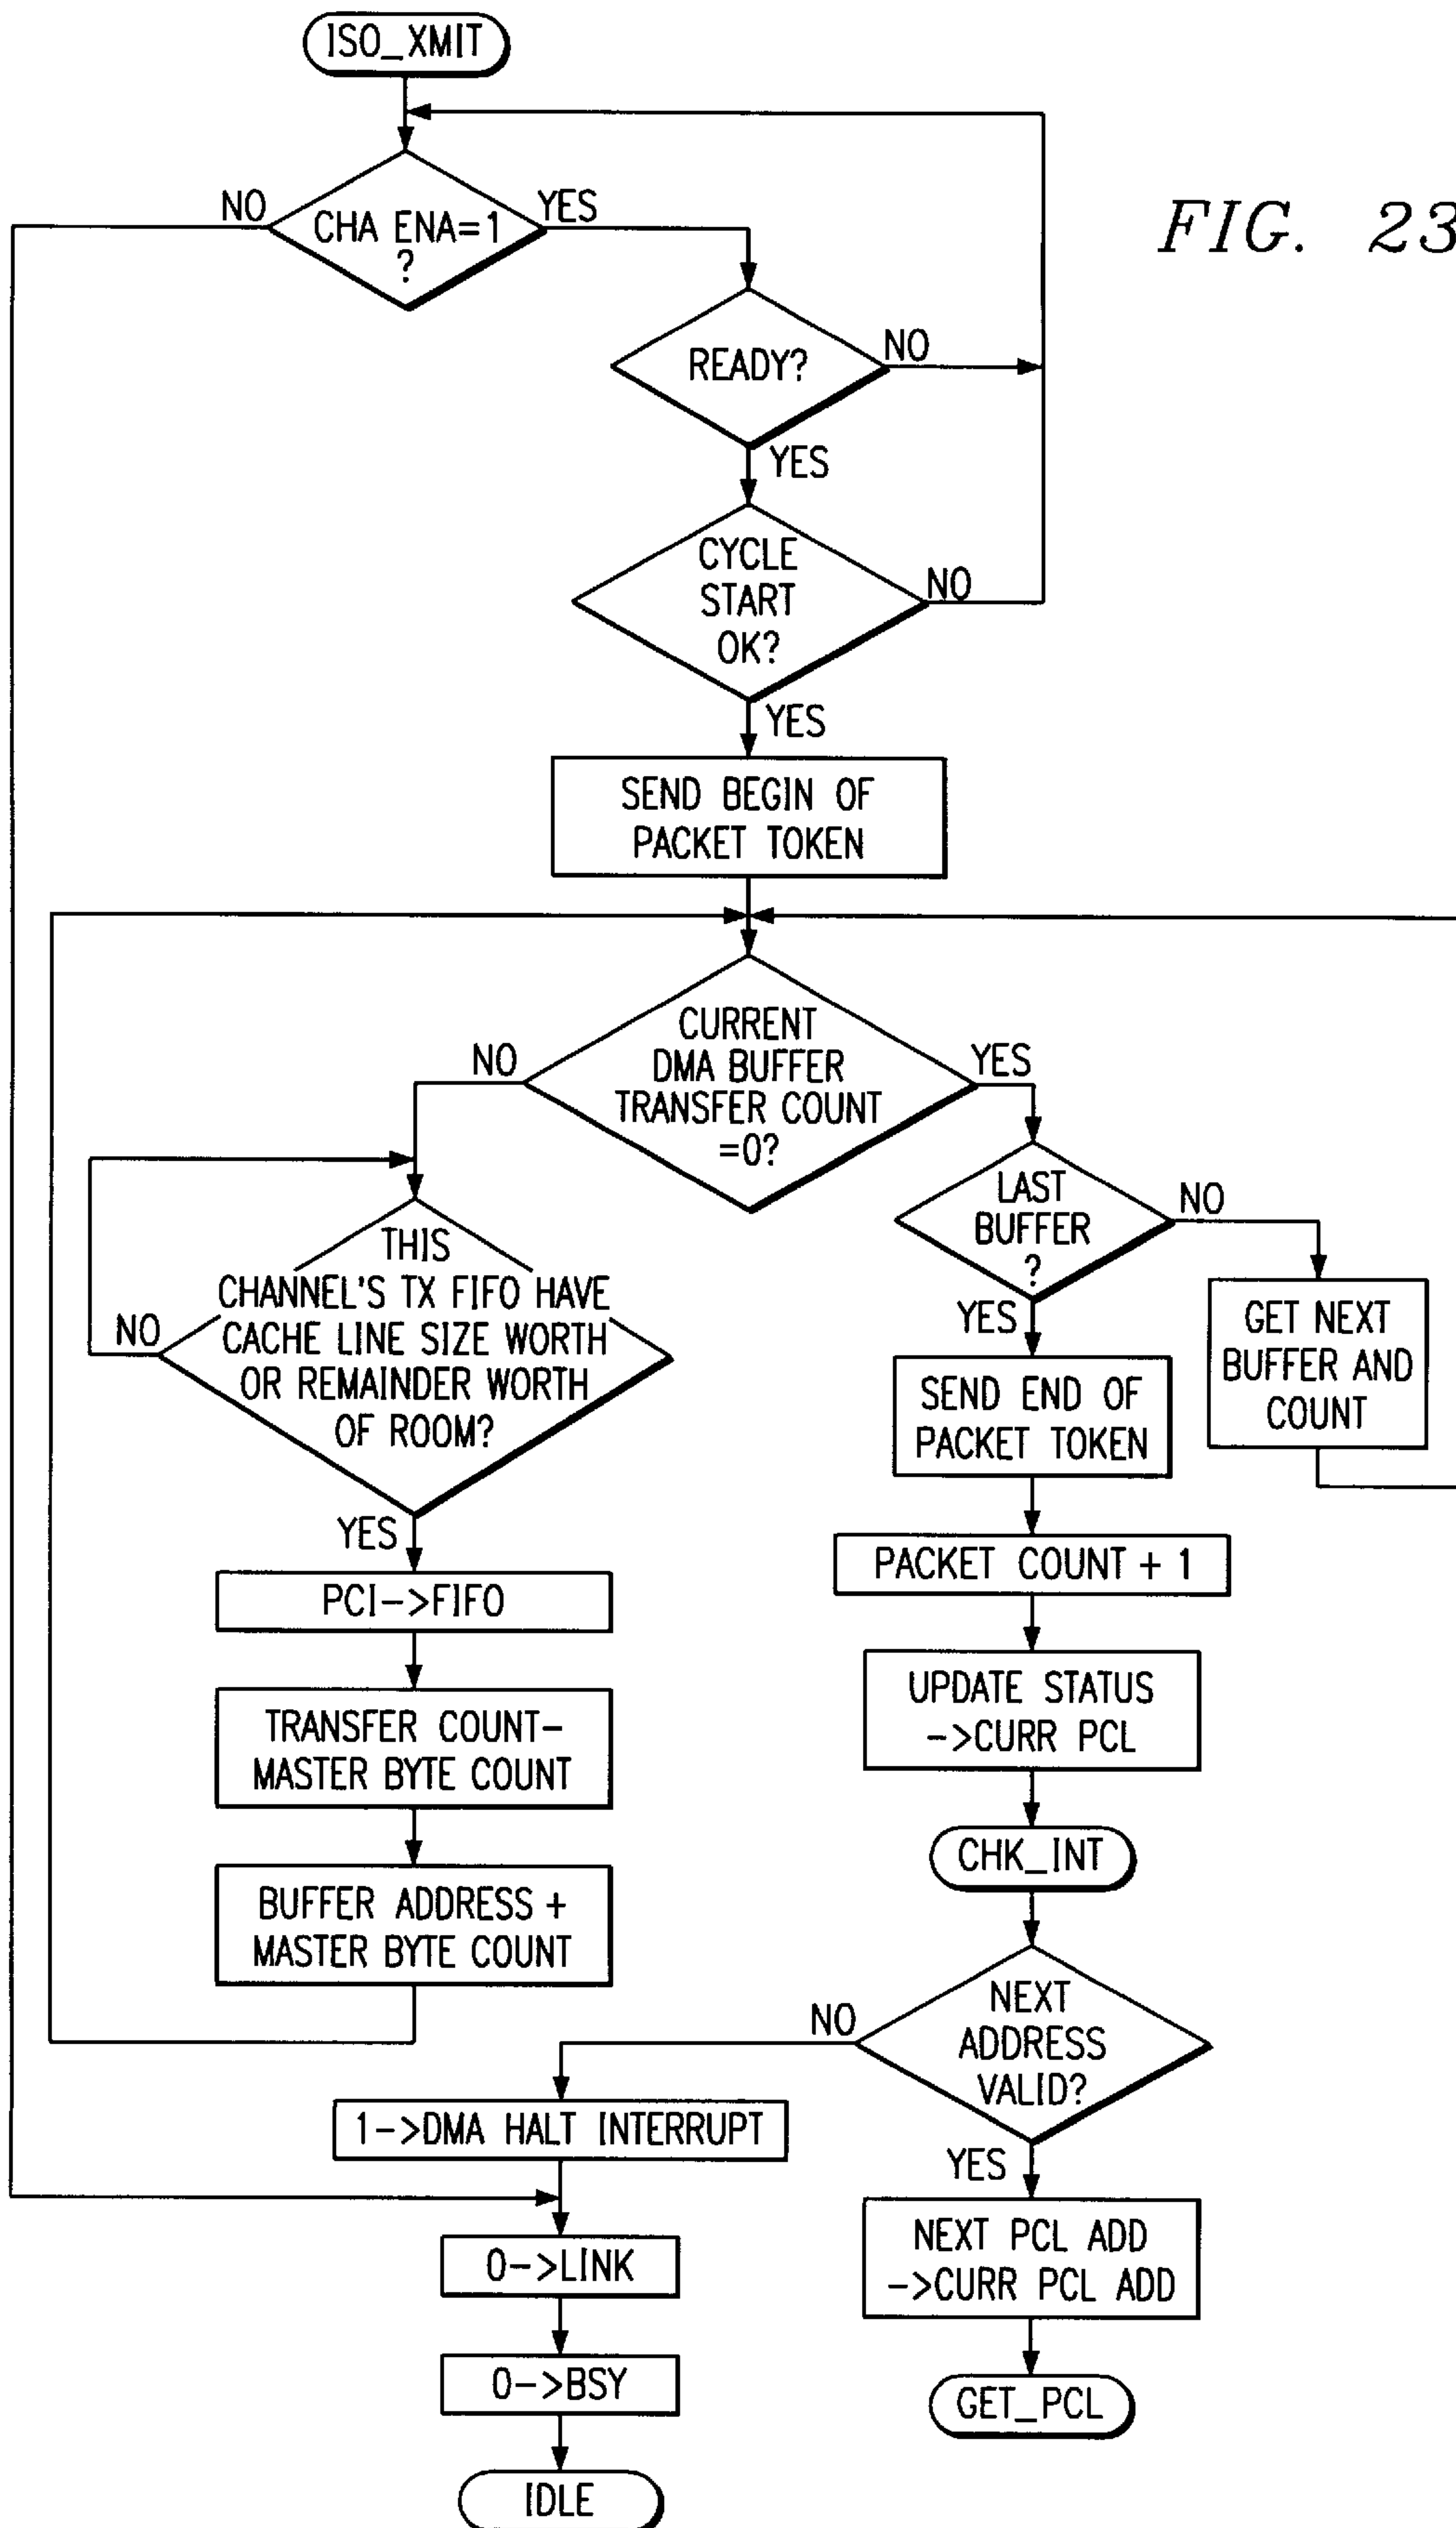 ISO_XMIT
NO
YES
CHA ENA=1
?
FIG. 23
READY?
NO
YES
CYCLE
START
OK?
NO
YES
SEND BEGIN OF
PACKET TOKEN
CURRENT
DMA BUFFER
TRANSFER COUNT
=0?
NO
YES
THIS
CHANNEL'S TX FIFO HAVE
CACHE LINE SIZE WORTH
OR REMAINDER WORTH
OF ROOM?
NO
YES
LAST
BUFFER
?
NO
YES
GET NEXT
BUFFER AND
COUNT
SEND END OF
PACKET TOKEN
PCI->FIFO
PACKET COUNT + 1
TRANSFER COUNT-
MASTER BYTE COUNT
UPDATE STATUS
->CURR PCL
BUFFER ADDRESS +
MASTER BYTE COUNT
CHK_INT
NEXT
ADDRESS
VALID?
NO
YES
1->DMA HALT INTERRUPT
0->LINK
NEXT PCL ADD
->CURR PCL ADD
0->BSY
GET_PCL
IDLE